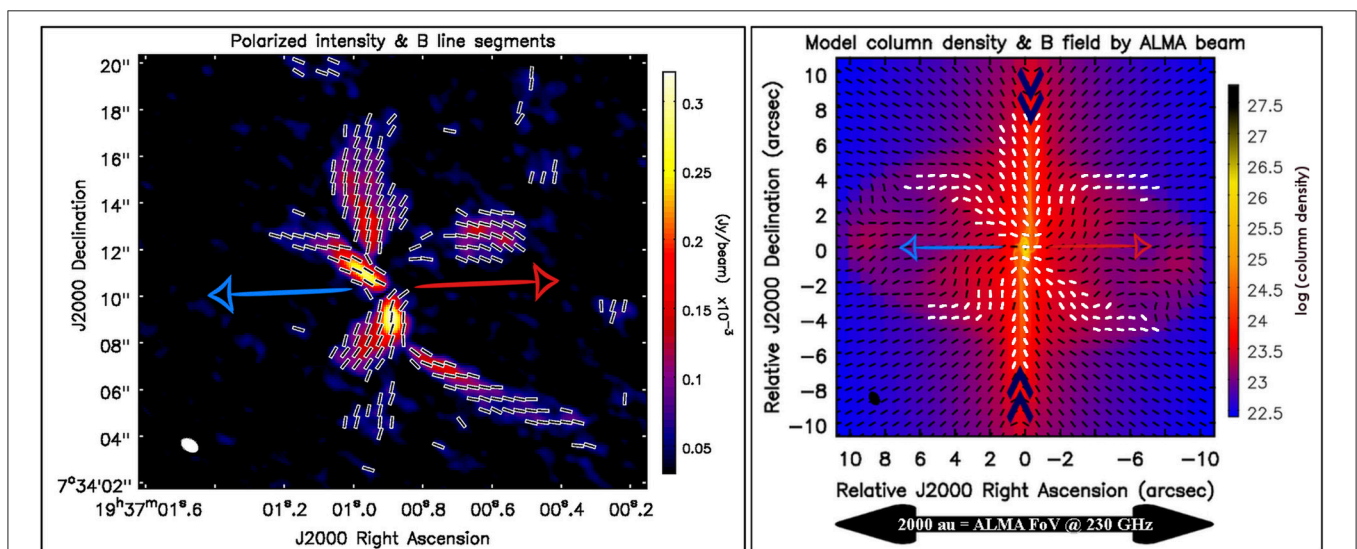 Polarized intensity & B line segments
20"
18"
16"
14"
12"
10"
08"
06"
04"
7°34'02"
J2000 Declination
19ʰ37ᵐ01ˢ.6
01ˢ.2
01ˢ.0
00ˢ.8
00ˢ.6
00ˢ.4
00ˢ.2
J2000 Right Ascension
0.3
0.25
0.2
0.15
0.1
0.05
(Jy/beam) x10⁻³
Model column density & B field by ALMA beam
10
8
6
4
2
0
−2
−4
−6
−8
−10
Relative J2000 Declination (arcsec)
10 8 6 4 2 0 −2 −6 −10
Relative J2000 Right Ascension (arcsec)
27.5
27
26.5
26
25.5
25
24.5
24
23.5
23
22.5
log(column density)
2000 au = ALMA FoV @ 230 GHz